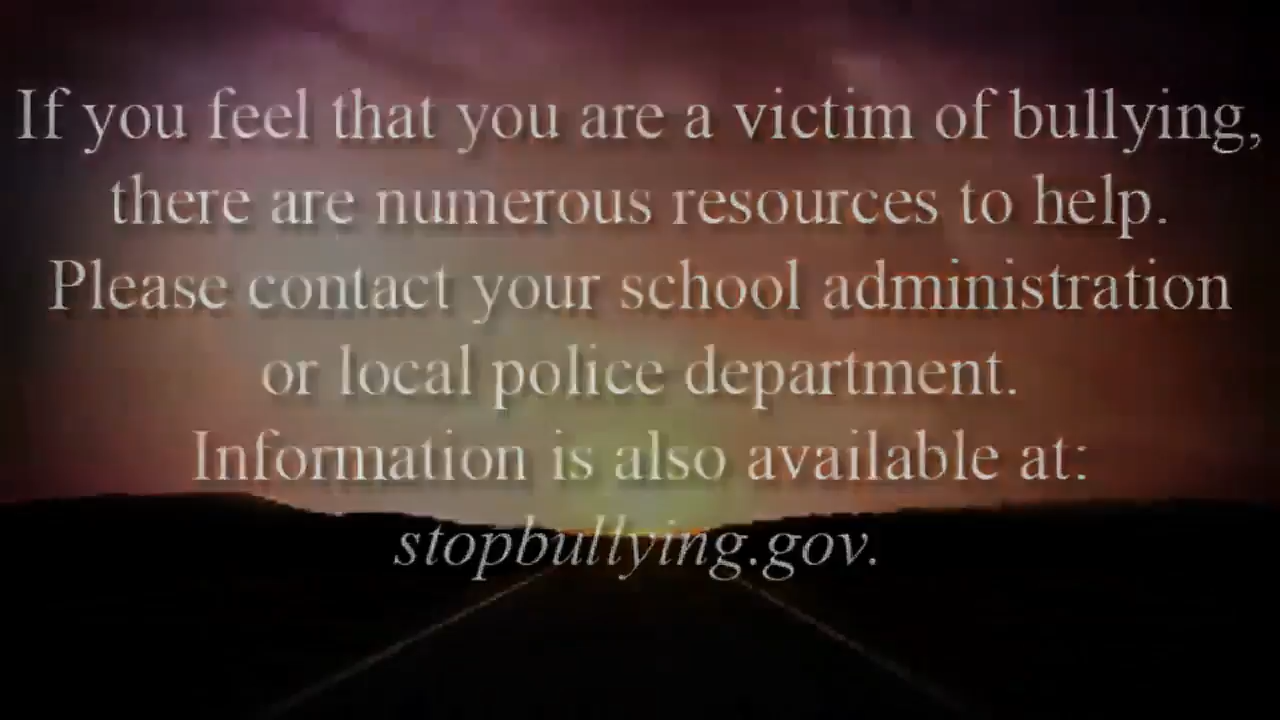 If you feel that you are a victim of bullying,
there are numerous resources to help.
Please contact your school administration
or local police department.
Information is also available at:
stopbullying.gov.